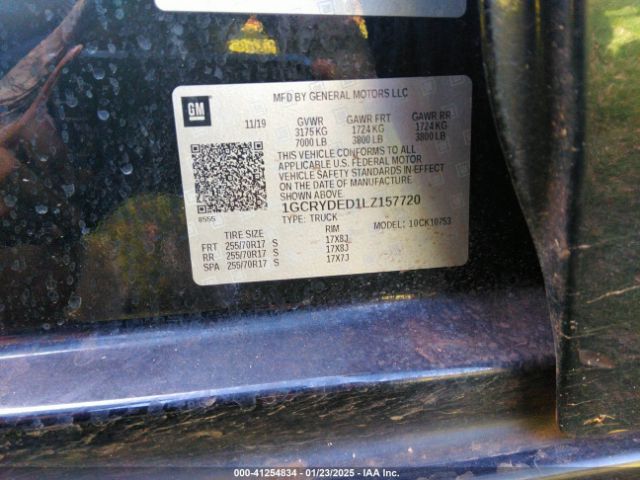 GM
MFD BY GENERAL MOTORS LLC
11/19 GVWR GAWR FRT GAWR RR
3175 KG 1724 KG 1724 KG
7000 LB 3800 LB 3800 LB
THIS VEHICLE CONFORMS TO ALL
APPLICABLE U.S. FEDERAL MOTOR
VEHICLE SAFETY STANDARDS IN EFFECT
ON THE DATE OF MANUFACTURE
SHOWN ABOVE.
1GCRYDED1LZ157720
8555 TYPE: TRUCK MODEL: 10CK10753
TIRE SIZE RIM
FRT 255/70R17 S 17X8J
RR 255/70R17 S 17X8J
SPA 255/70R17 S 17X7J
000-41254834 - 01/23/2025 - IAA Inc.